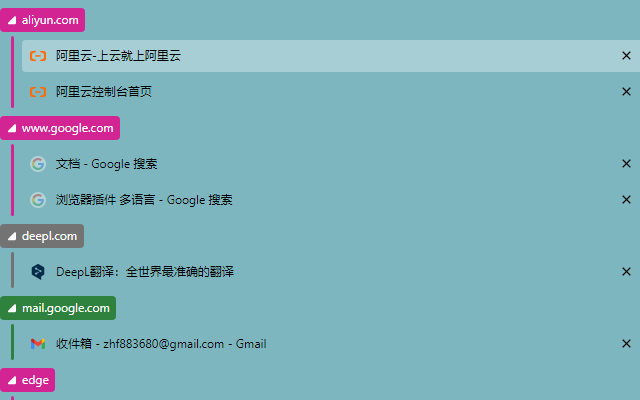 aliyun.com
阿里云-上云就上阿里云
阿里云控制台首页
www.google.com
文档 - Google 搜索
浏览器插件 多语言 - Google 搜索
deepl.com
DeepL翻译：全世界最准确的翻译
mail.google.com
收件箱 - zhf883680@gmail.com - Gmail
edge